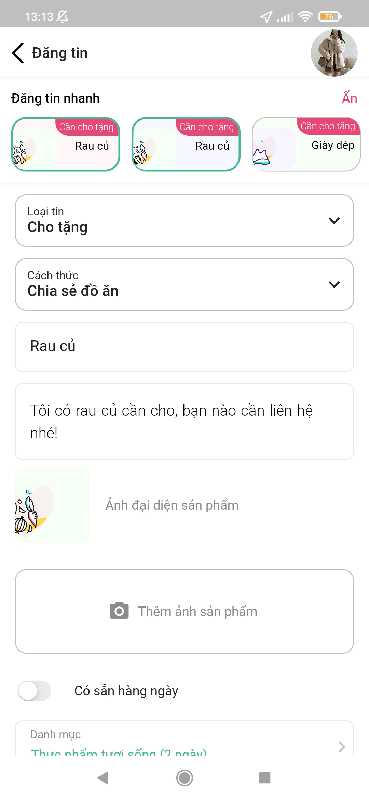 13:13
Đăng tin
Đăng tin nhanh
Ẩn
Cần cho tặng
Rau củ
Cần cho tặng
Rau củ
Cần cho tặng
Giày dép
Loại tin
Cho tặng
Cách thức
Chia sẻ đồ ăn
Rau củ
Tôi có rau củ cần cho, bạn nào cần liên hệ
nhé!
Ảnh đại diện sản phẩm
Thêm ảnh sản phẩm
Có sẵn hàng ngày
Danh mục
Thực phẩm tươi sống (2 ngày)